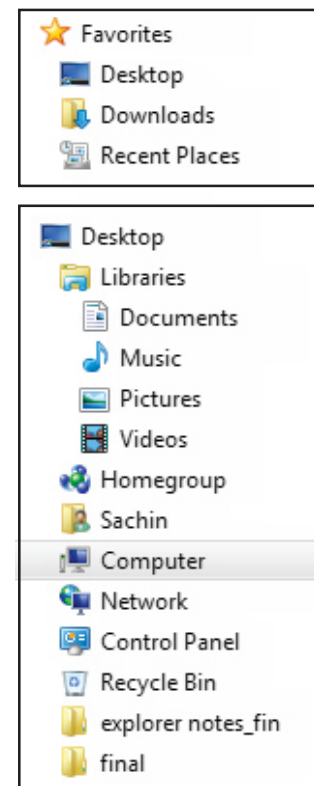 Favorites
Desktop
Downloads
Recent Places
Desktop
Libraries
Documents
Music
Pictures
Videos
Homegroup
Sachin
Computer
Network
Control Panel
Recycle Bin
explorer notes_fin
final